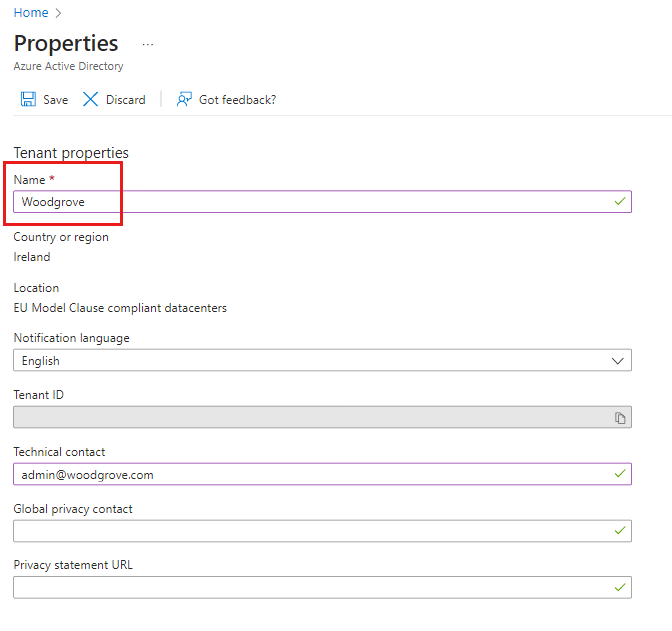 Home >
Properties ...
Azure Active Directory
Save Discard Got feedback?
Tenant properties
Name *
Woodgrove
Country or region
Ireland
Location
EU Model Clause compliant datacenters
Notification language
English
Tenant ID
Technical contact
admin@woodgrove.com
Global privacy contact
Privacy statement URL